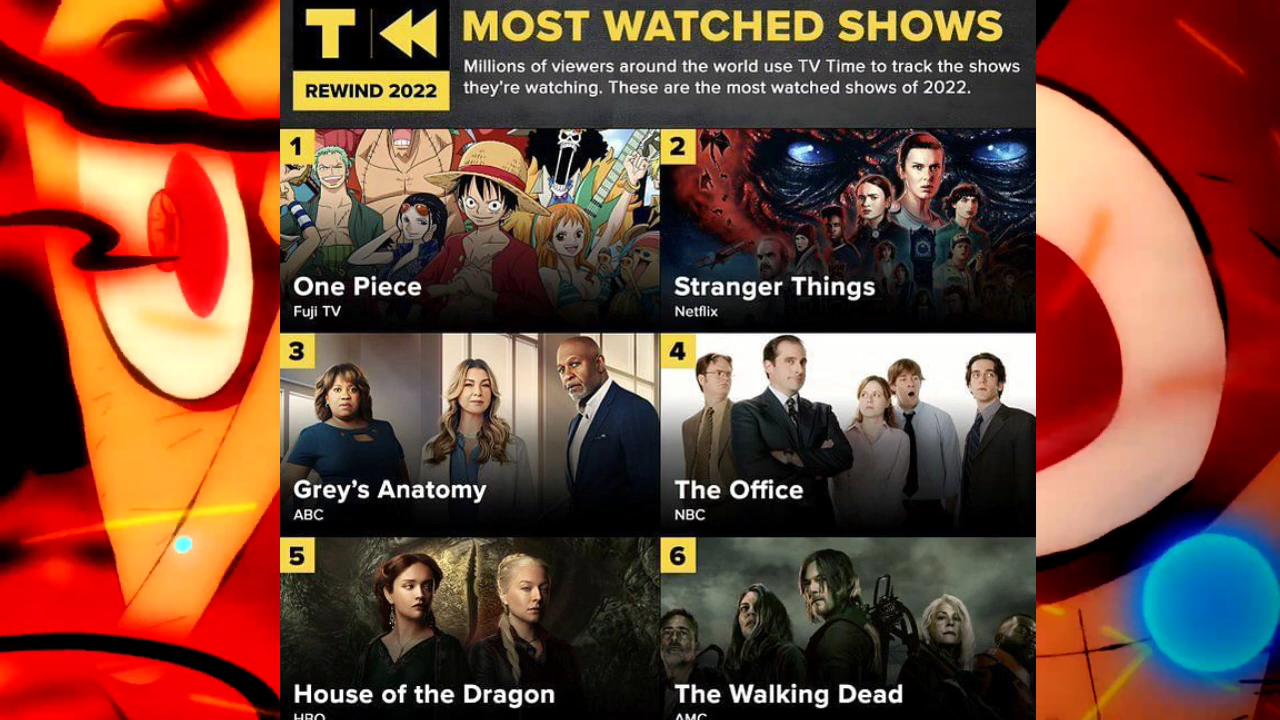 T
REWIND 2022
MOST WATCHED SHOWS
Millions of viewers around the world use TV Time to track the shows
they're watching. These are the most watched shows of 2022.
1
One Piece
Fuji TV
2
Stranger Things
Netflix
3
Grey's Anatomy
ABC
4
The Office
NBC
5
House of the Dragon
HBO
6
The Walking Dead
AMC